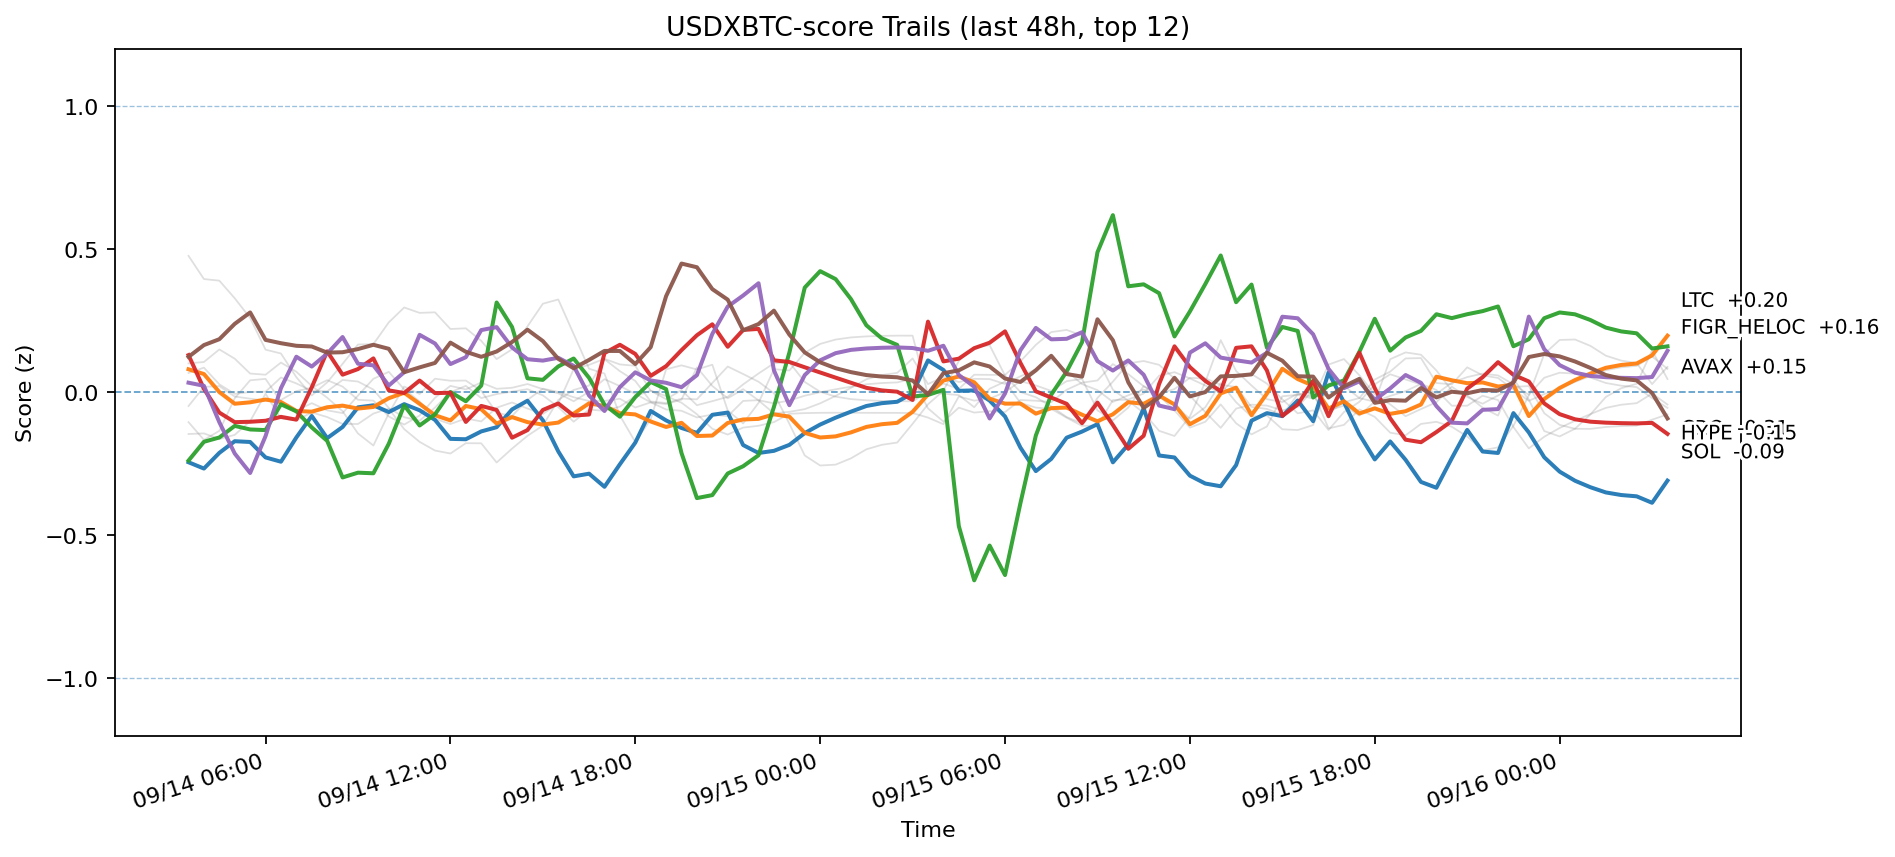 USDXBTC-score Trails (last 48h, top 12)
Score (z)
1.0
0.5
0.0
−0.5
−1.0
LTC +0.20
FIGR_HELOC +0.16
AVAX +0.15
HYPE -0.15
SOL -0.09
09/14 06:00
09/14 12:00
09/14 18:00
09/15 00:00
09/15 06:00
09/15 12:00
09/15 18:00
09/16 00:00
Time